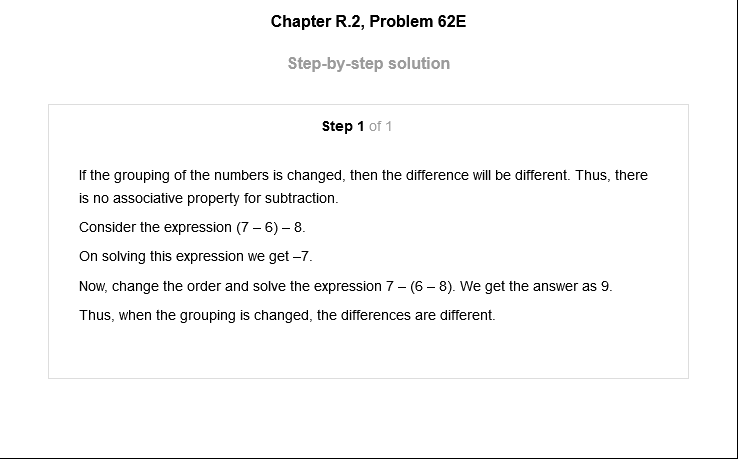 Chapter R.2, Problem 62E
Step-by-step solution
Step 1 of 1
If the grouping of the numbers is changed, then the difference will be different. Thus, there
is no associative property for subtraction.
Consider the expression (7 – 6) – 8.
On solving this expression we get –7.
Now, change the order and solve the expression 7 – (6 – 8). We get the answer as 9.
Thus, when the grouping is changed, the differences are different.